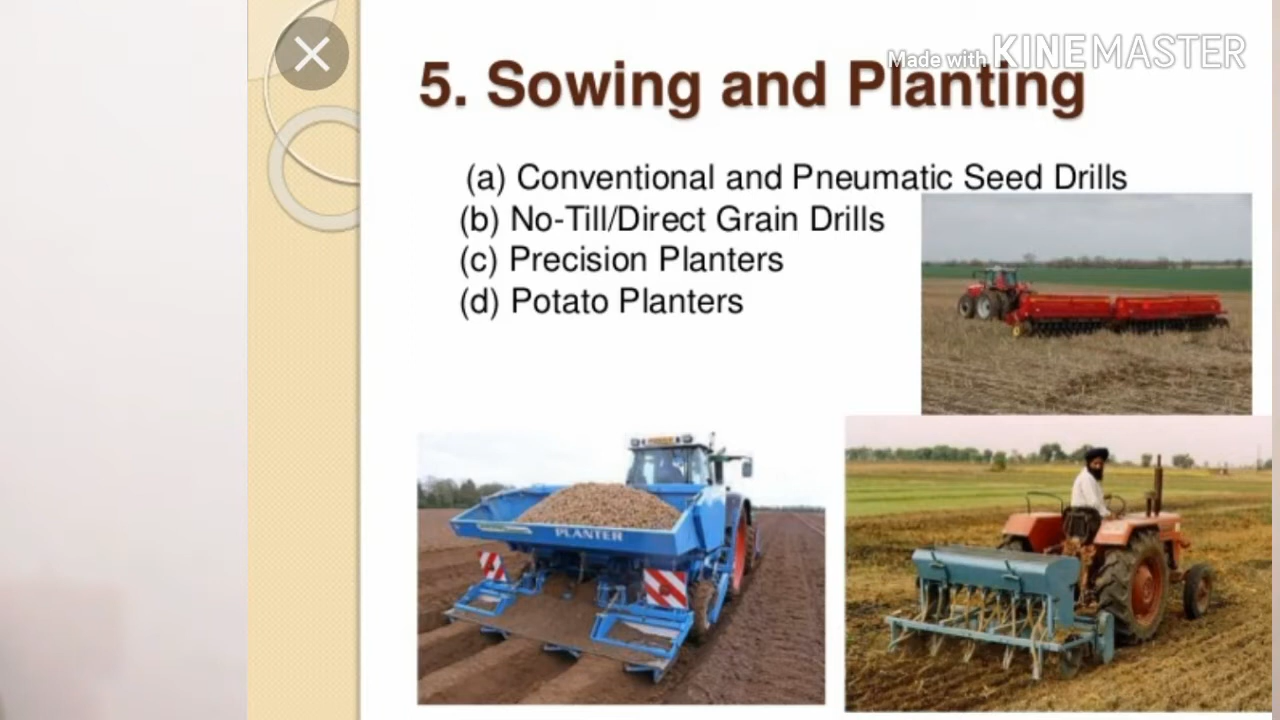 Made with KINEMASTER
5. Sowing and Planting
(a) Conventional and Pneumatic Seed Drills
(b) No-Till/Direct Grain Drills
(c) Precision Planters
(d) Potato Planters
PLANTER